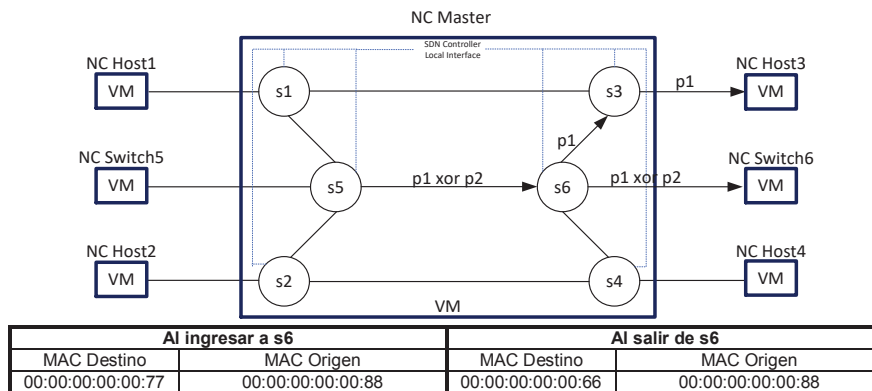 NC Master
SDN Controller
Local Interface
NC Host1
VM
s1
s3
p1
NC Host3
VM
p1
NC Switch5
VM
s5
p1 xor p2
s6
p1 xor p2
NC Switch6
VM
NC Host2
VM
s2
s4
NC Host4
VM
VM
Al ingresar a s6 Al salir de s6
MAC Destino MAC Origen MAC Destino MAC Origen
00:00:00:00:00:77 00:00:00:00:00:88 00:00:00:00:00:66 00:00:00:00:00:88